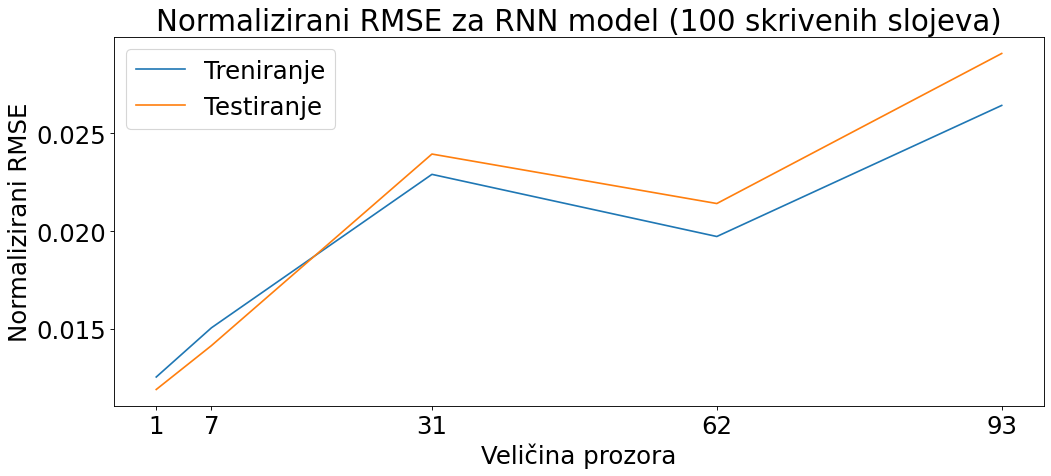 Normalizirani RMSE za RNN model (100 skrivenih slojeva)
Treniranje
Testiranje
Normalizirani RMSE
0.025
0.020
0.015
1 7 31 62 93
Veličina prozora